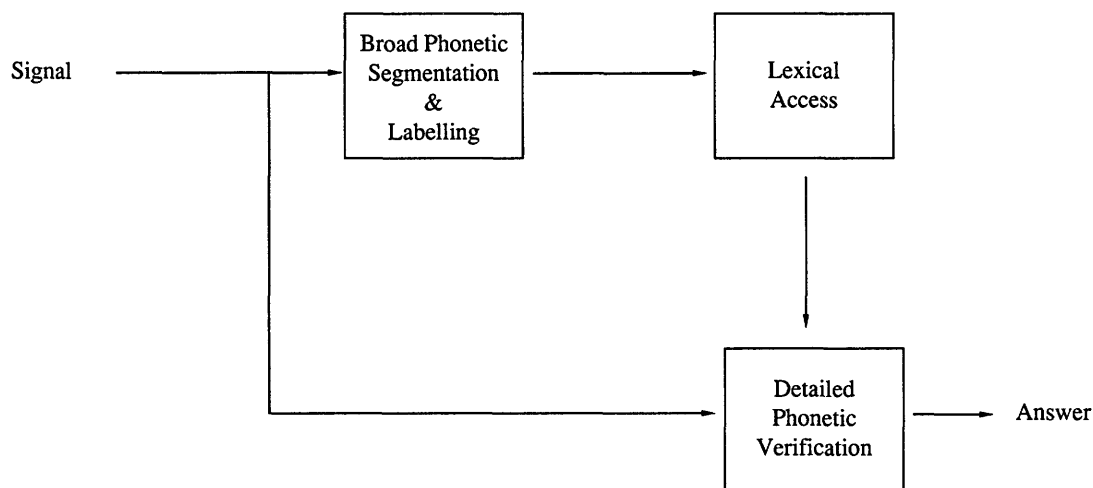 Signal
Broad Phonetic
Segmentation
&
Labelling
Lexical
Access
Detailed
Phonetic
Verification
Answer